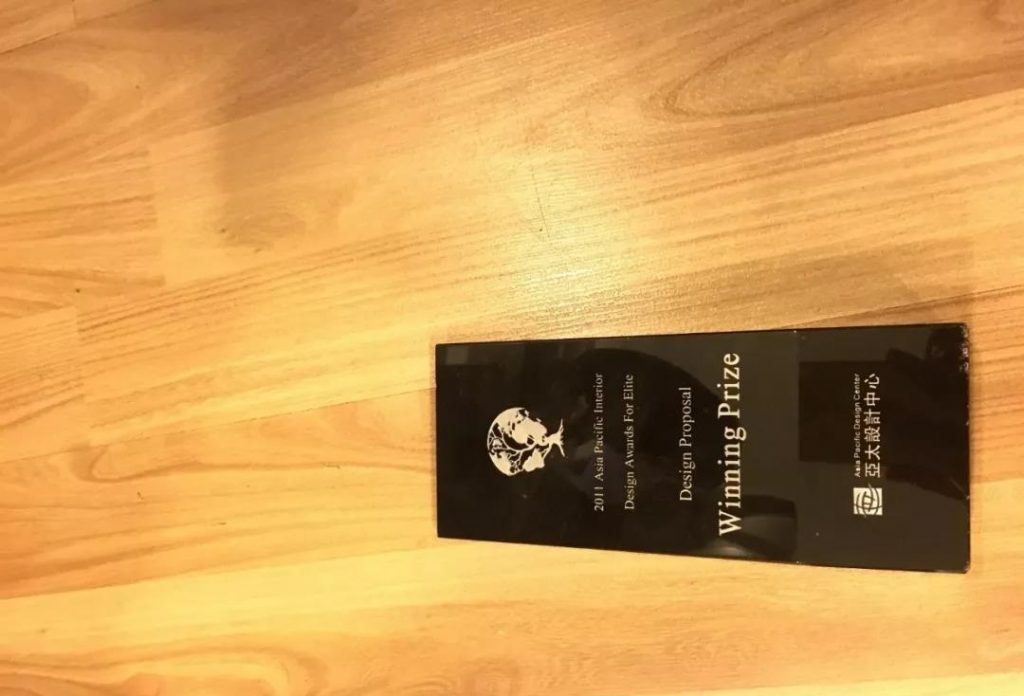 2011 Asia Pacific Interior
Design Awards For Elite
Design Proposal
Winning Prize
Asia Pacific Design Center
亞太設計中心